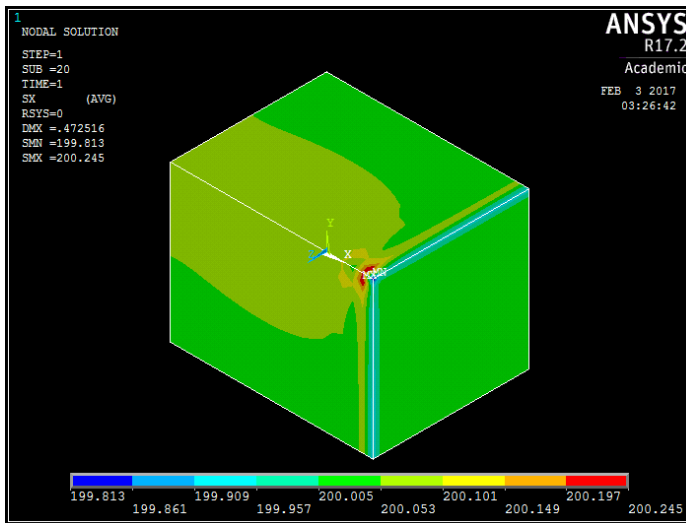 1
NODAL SOLUTION
STEP=1
SUB =20
TIME=1
SX (AVG)
RSYS=0
DMX =.472516
SMN =199.813
SMX =200.245
ANSYS
R17.2
Academic
FEB 3 2017
03:26:42
Y
X
MX
MN
199.813 199.909 200.005 200.101 200.197
199.861 199.957 200.053 200.149 200.245